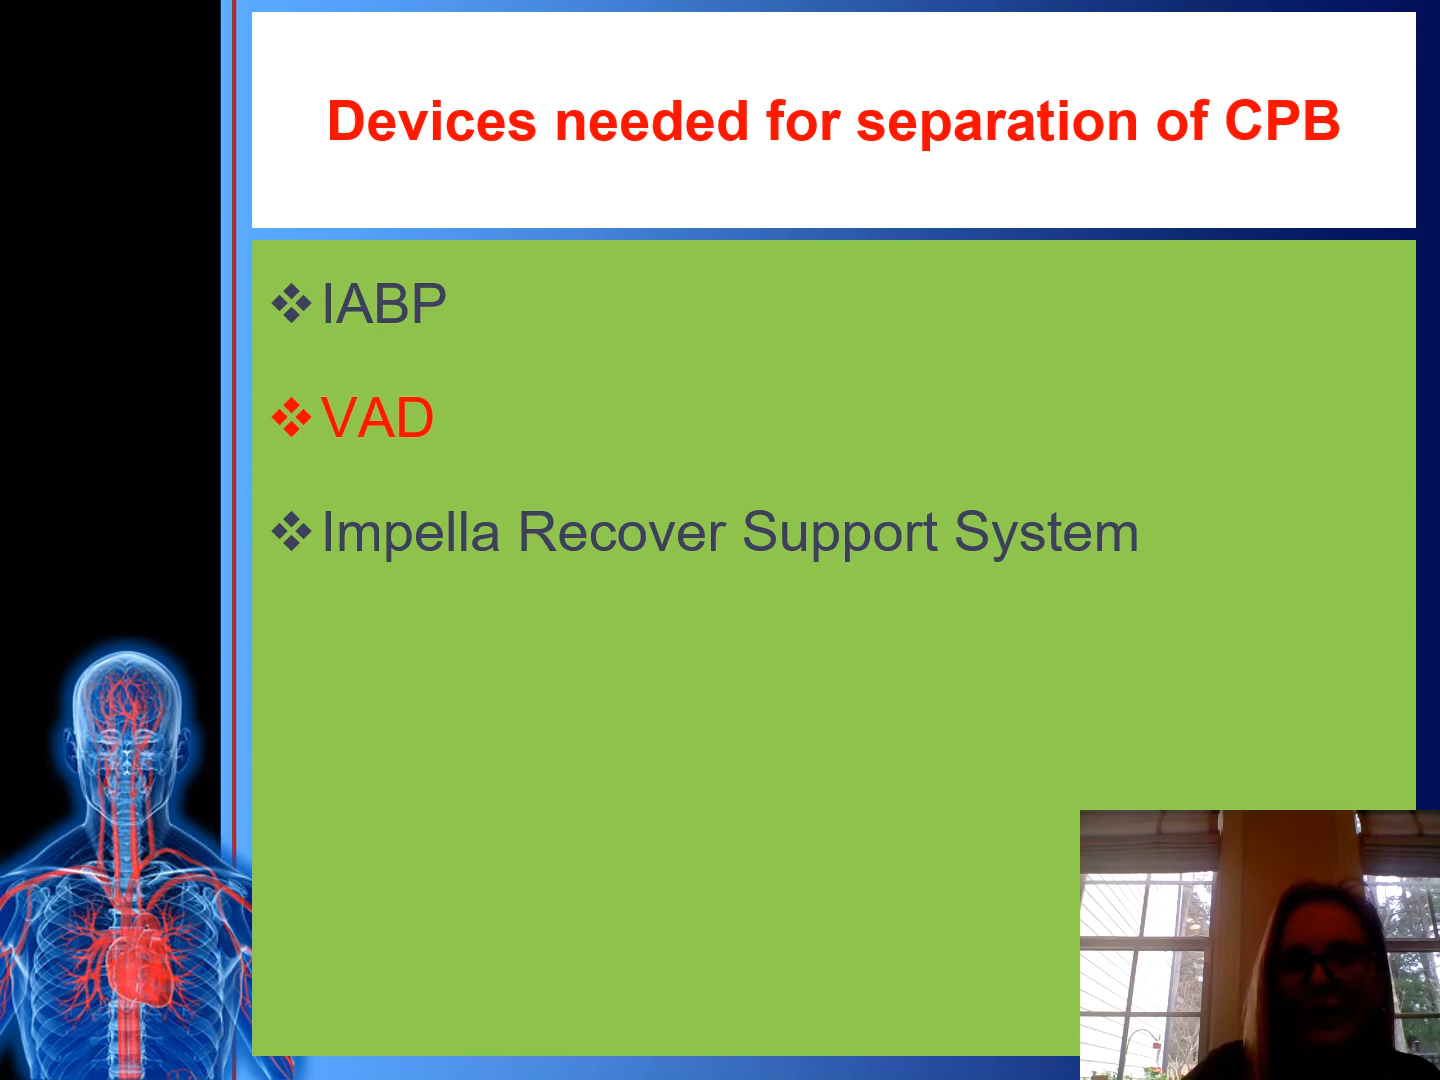 Devices needed for separation of CPB
❖IABP
❖VAD
❖Impella Recover Support System